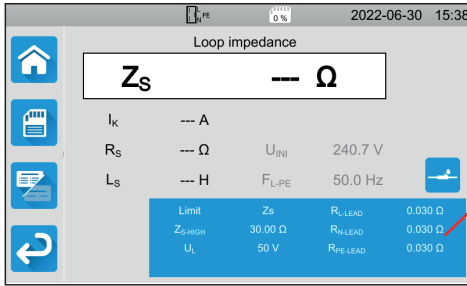 L PE N 0 % 2022-06-30 15:38
Loop impedance
ZS --- Ω
IK --- A
RS --- Ω UINI 240.7 V
LS --- H FL-PE 50.0 Hz
Limit Zs RL-LEAD 0.030 Ω
ZS-HIGH 30.00 Ω RN-LEAD 0.030 Ω
UL 50 V RPE-LEAD 0.030 Ω